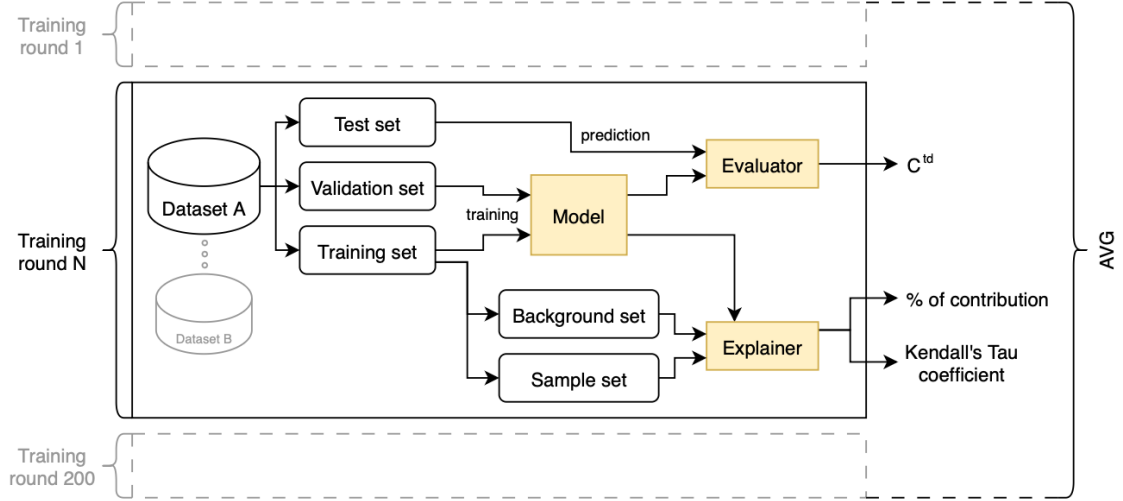 Training
round 1
Test set
prediction
Evaluator
C^td
Dataset A
Validation set
training
Model
Training set
Training
round N
AVG
Dataset B
Background set
Explainer
% of contribution
Kendall's Tau
coefficient
Sample set
Training
round 200